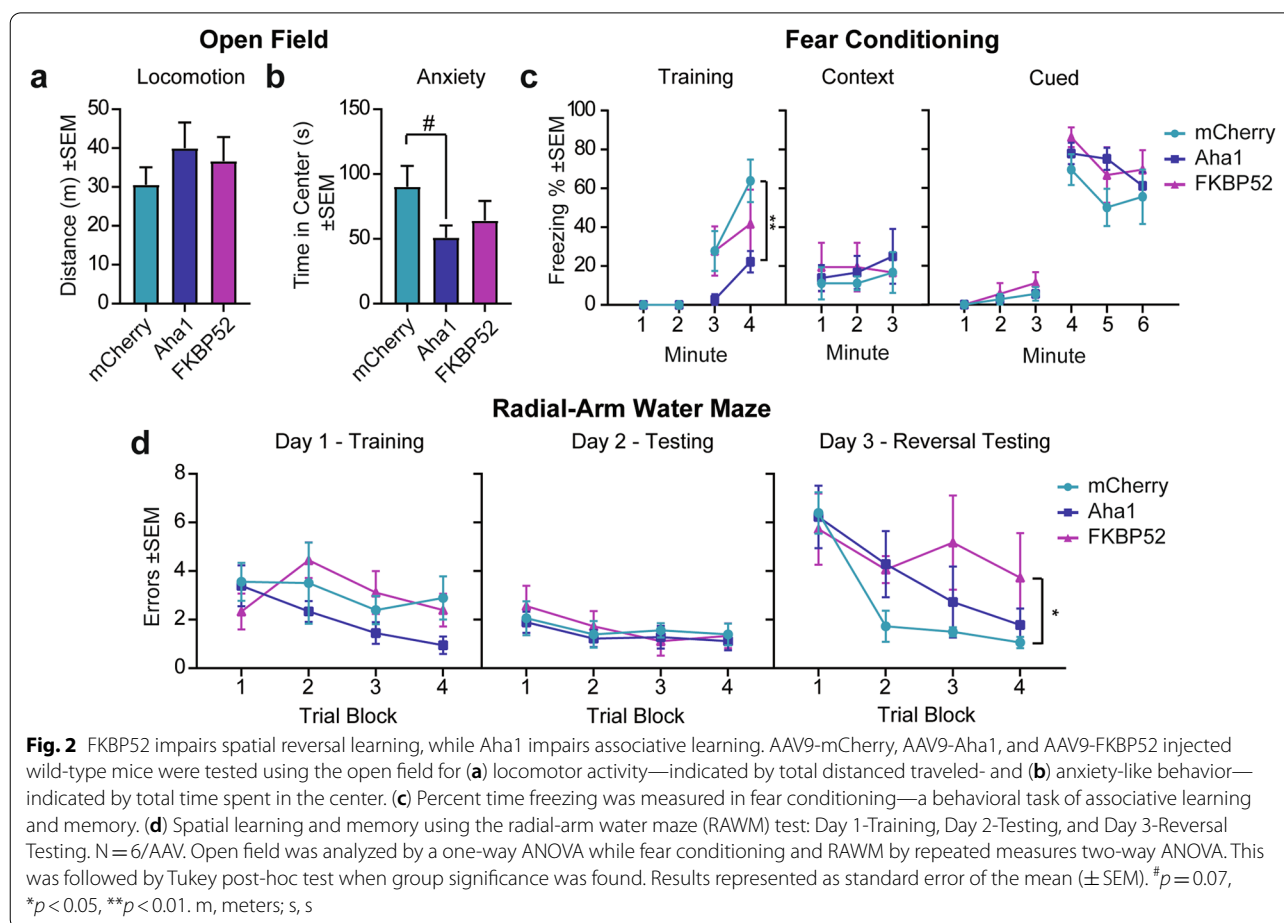 Open Field
Fear Conditioning
a
Locomotion
b
Anxiety
c
Training
Context
Cued
Distance (m) ±SEM
50
40
30
20
10
0
mCherry
Aha1
FKBP52
Time in Center (s)
±SEM
150
100
50
0
#
mCherry
Aha1
FKBP52
Freezing % ±SEM
100
80
60
40
20
0
**
1 2 3 4
Minute
1 2 3
Minute
1 2 3 4 5 6
Minute
mCherry
Aha1
FKBP52
Radial-Arm Water Maze
d
Day 1 - Training
Day 2 - Testing
Day 3 - Reversal Testing
Errors ±SEM
8
6
4
2
0
1 2 3 4
Trial Block
1 2 3 4
Trial Block
1 2 3 4
Trial Block
*
mCherry
Aha1
FKBP52
Fig. 2 FKBP52 impairs spatial reversal learning, while Aha1 impairs associative learning. AAV9-mCherry, AAV9-Aha1, and AAV9-FKBP52 injected
wild-type mice were tested using the open field for (a) locomotor activity—indicated by total distanced traveled- and (b) anxiety-like behavior—
indicated by total time spent in the center. (c) Percent time freezing was measured in fear conditioning—a behavioral task of associative learning
and memory. (d) Spatial learning and memory using the radial-arm water maze (RAWM) test: Day 1-Training, Day 2-Testing, and Day 3-Reversal
Testing. N = 6/AAV. Open field was analyzed by a one-way ANOVA while fear conditioning and RAWM by repeated measures two-way ANOVA. This
was followed by Tukey post-hoc test when group significance was found. Results represented as standard error of the mean (± SEM). #p = 0.07,
*p < 0.05, **p < 0.01. m, meters; s, s